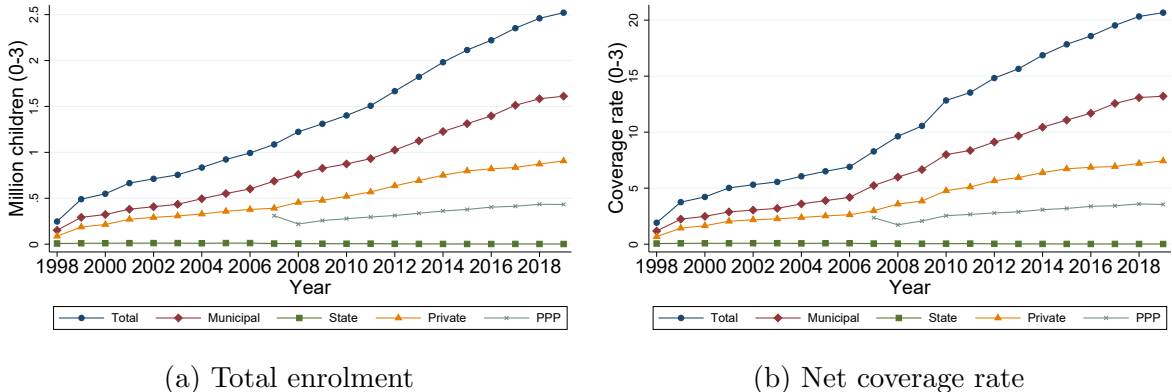 Million children (0-3)
0 .5 1 1.5 2 2.5
1998 2000 2002 2004 2006 2008 2010 2012 2014 2016 2018
Year
Total Municipal State Private PPP
(a) Total enrolment
Coverage rate (0-3)
0 5 10 15 20
1998 2000 2002 2004 2006 2008 2010 2012 2014 2016 2018
Year
Total Municipal State Private PPP
(b) Net coverage rate